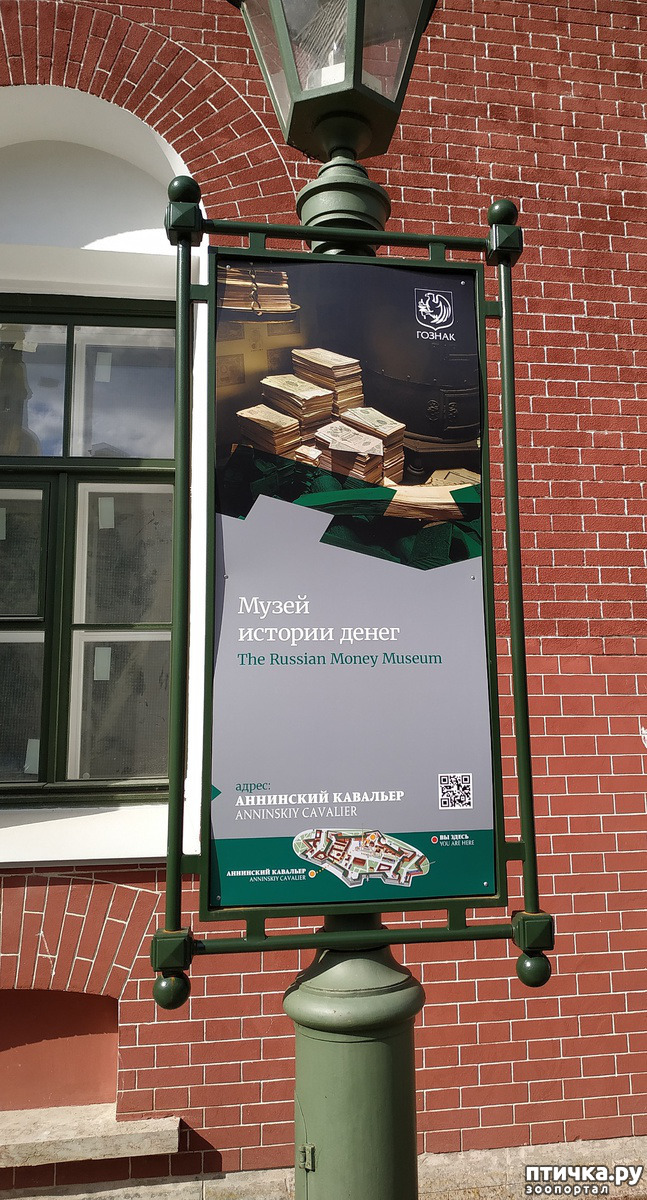 ГОЗНАК
Музей
истории денег
The Russian Money Museum
адрес:
АННИНСКИЙ КАВАЛЬЕР
ANNINSKIY CAVALIER
ВЫ ЗДЕСЬ
YOU ARE HERE
АННИНСКИЙ КАВАЛЬЕР
ANNINSKIY CAVALIER
птичка.ру
зоопортал